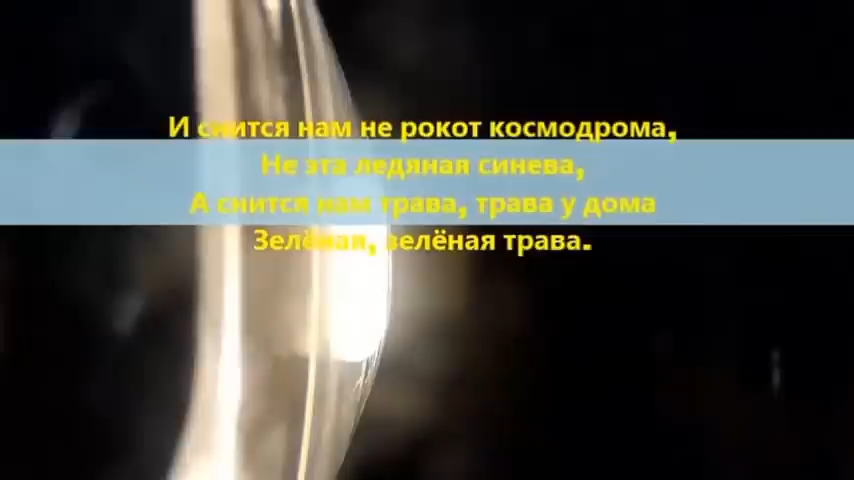 И снится нам не рокот космодрома,
Не эта ледяная синева,
А снится нам трава, трава у дома
Зелёная, зелёная трава.